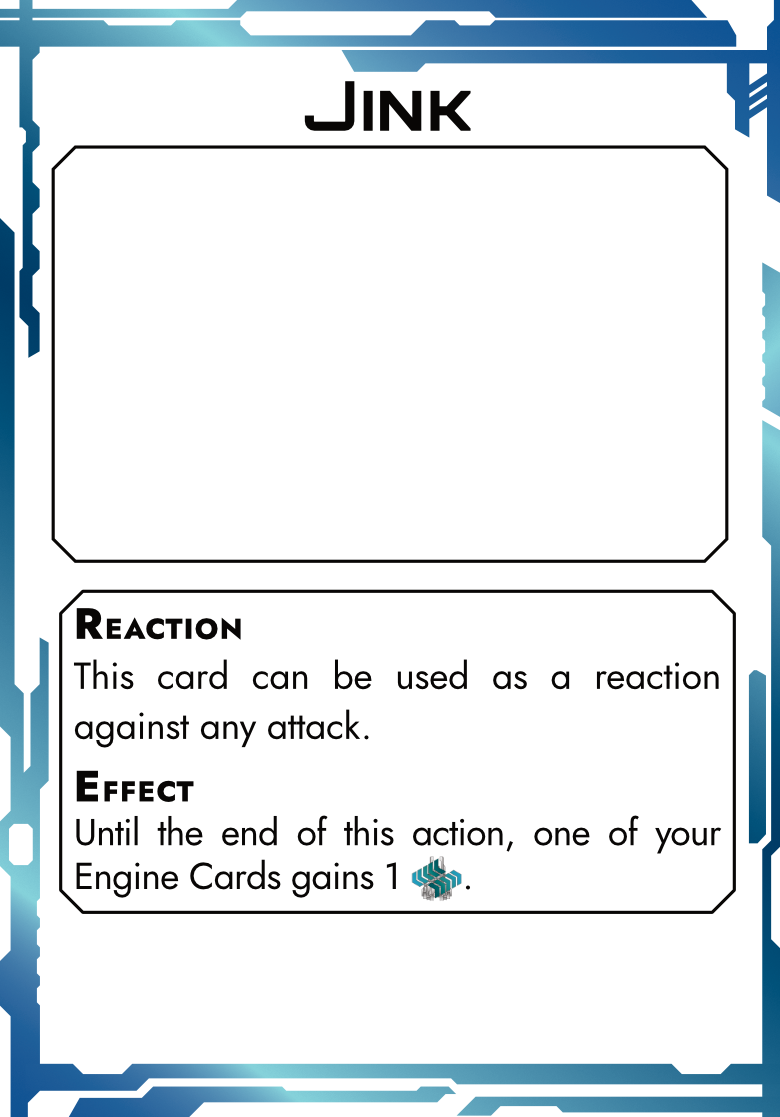 Jink
Reaction
This card can be used as a reaction
against any attack.
Effect
Until the end of this action, one of your
Engine Cards gains 1 .